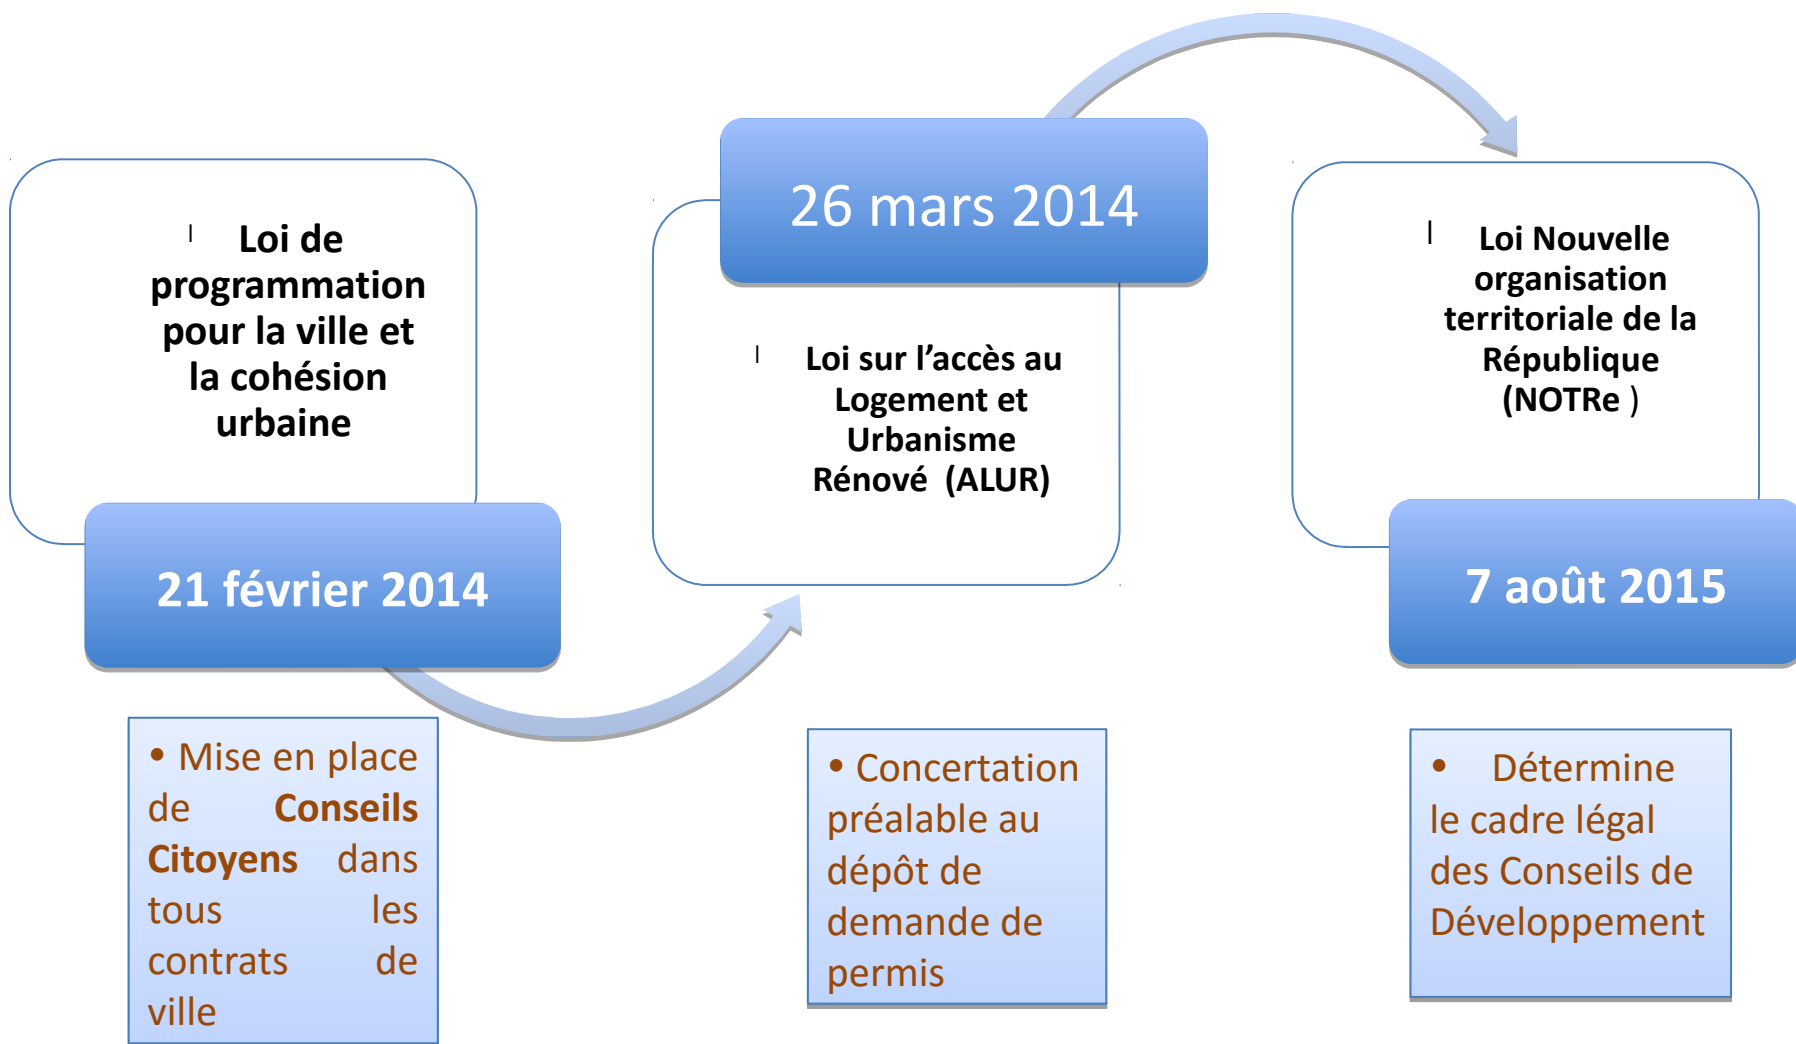 Loi de
programmation
pour la ville et
la cohésion
urbaine
21 février 2014
• Mise en place
de Conseils
Citoyens dans
tous les
contrats de
ville
26 mars 2014
l Loi sur l’accès au
Logement et
Urbanisme
Rénové (ALUR)
• Concertation
préalable au
dépôt de
demande de
permis
l Loi Nouvelle
organisation
territoriale de la
République
(NOTRe )
7 août 2015
• Détermine
le cadre légal
des Conseils de
Développement